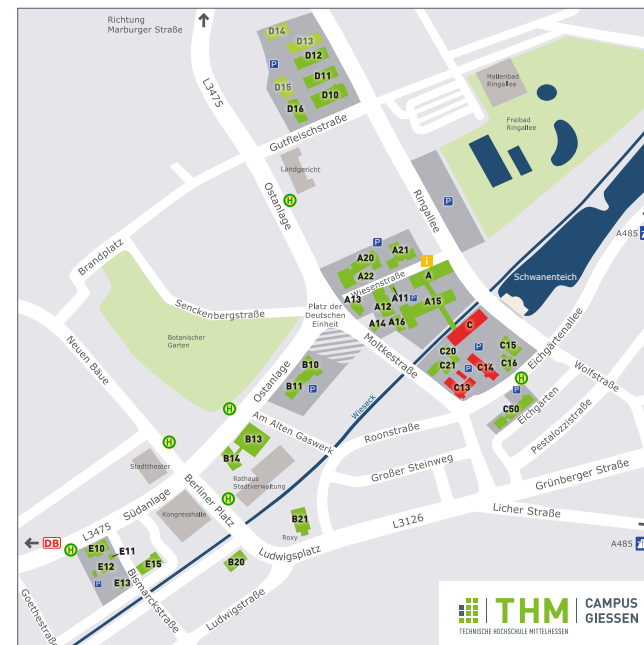 Richtung
Marburger Straße
L3475
D14
D13
D12
P
D11
D15
D10
D16
Gutfleischstraße
Hallenbad
Ringallee
Freibad
Ringallee
Landgericht
H
Ostanlage
Ringallee
P
A485
Brandplatz
P
A21
A20
A22
i
A
Wiesenstraße
A11
P
A13
A12
A15
A14
A16
Schwanenteich
Senckenbergstraße
Platz der
Deutschen
Einheit
Botanischer
Garten
Moltkestraße
C
Neuen Bäue
C20
P
C15
C21
C14
C16
P
C13
Eichgärtenallee
Wolfstraße
H
Ostanlage
B10
B11
P
Wieseck
P
C50
Eichgärten
Pestalozzistraße
H
Am Alten Gaswerk
Roonstraße
H
B13
B14
Stadttheater
Rathaus
Stadtverwaltung
Großer Steinweg
Grünberger Straße
Berliner Platz
H
Südanlage
Kongresshalle
B21
Roxy
L3126
Licher Straße
L3475
DB
H
E10
E11
E12
E15
P
E13
B20
Ludwigsplatz
A485
Goethestraße
Bismarckstraße
Ludwigstraße
THM
CAMPUS
GIESSEN
TECHNISCHE HOCHSCHULE MITTELHESSEN